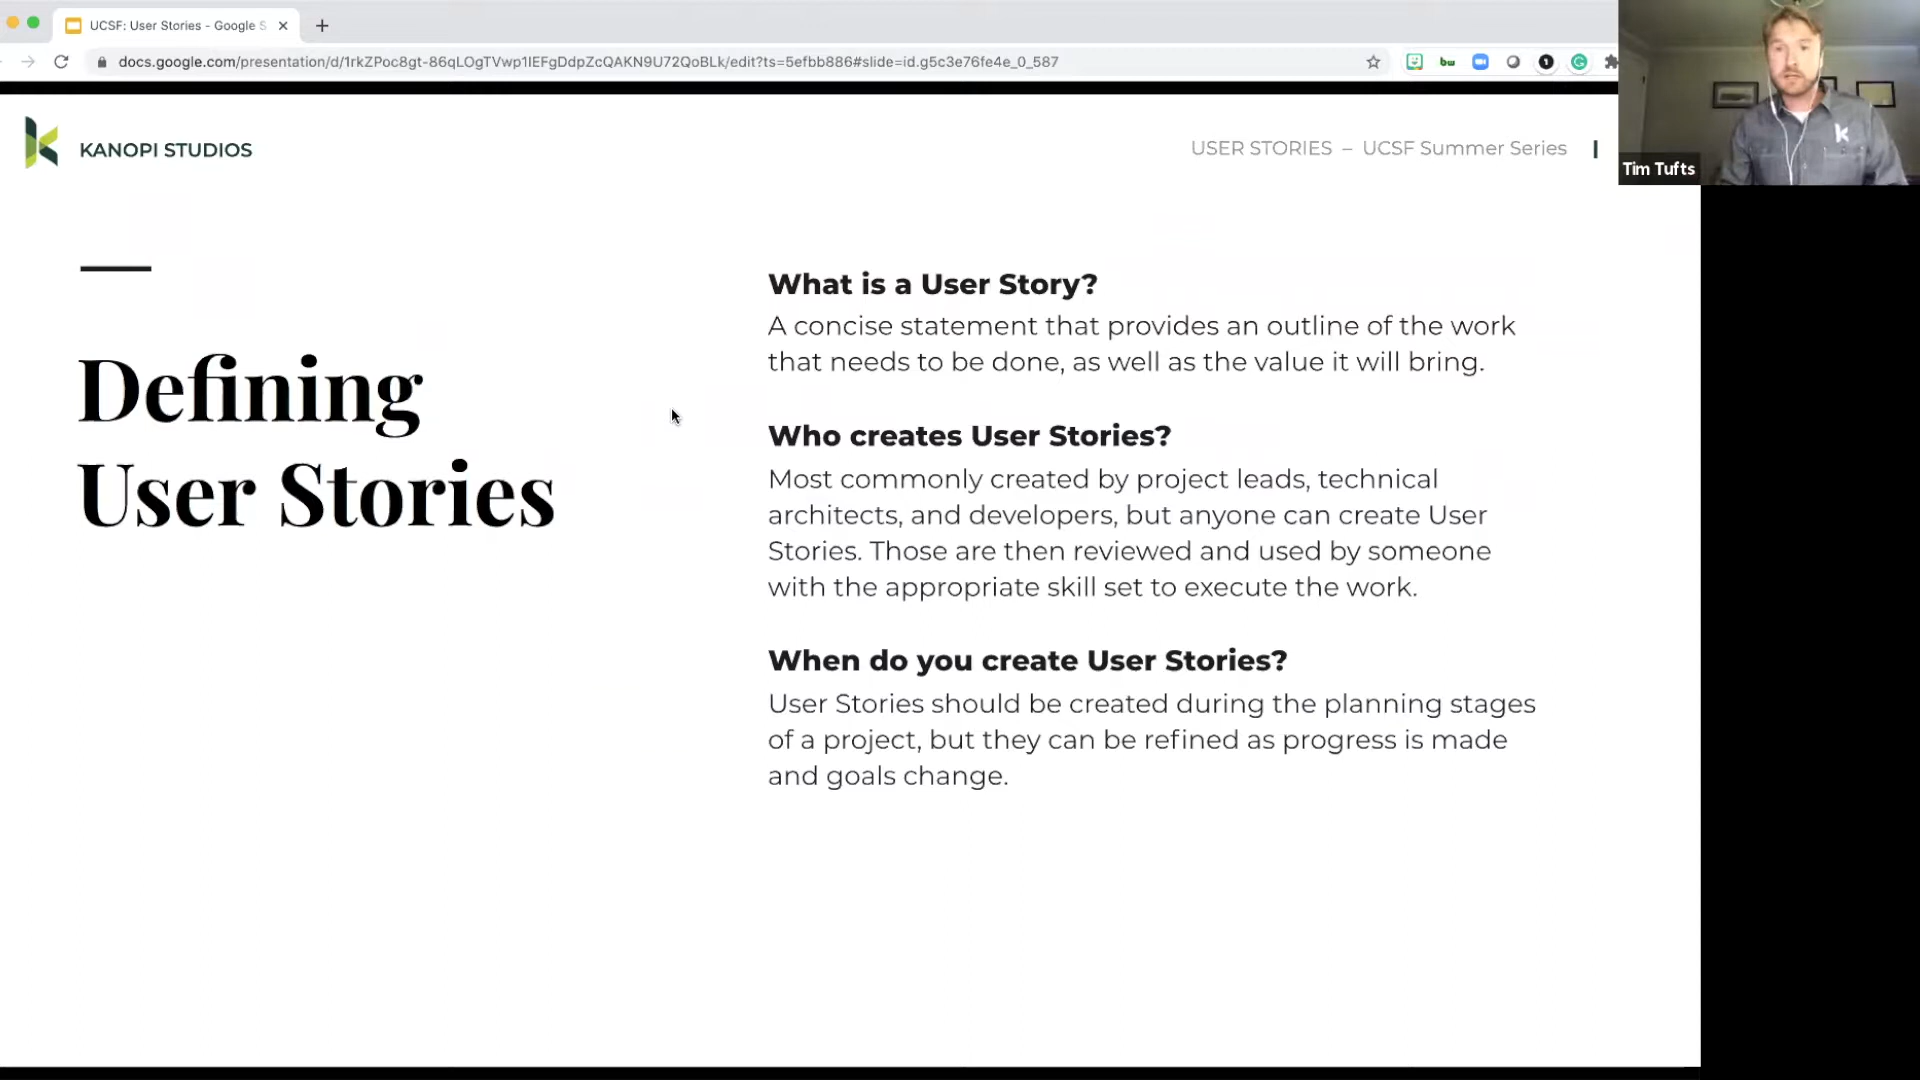 UCSF: User Stories - Google S
docs.google.com/presentation/d/1rkZPoc8gt-86qLOgTVwp1IEFgDdpZcQAKN9U72QoBLk/edit?ts=5efbb886#slide=id.g5c3e76fe4e_0_587
bw
KANOPI STUDIOS
USER STORIES – UCSF Summer Series
Tim Tufts
Defining
User Stories
What is a User Story?
A concise statement that provides an outline of the work
that needs to be done, as well as the value it will bring.
Who creates User Stories?
Most commonly created by project leads, technical
architects, and developers, but anyone can create User
Stories. Those are then reviewed and used by someone
with the appropriate skill set to execute the work.
When do you create User Stories?
User Stories should be created during the planning stages
of a project, but they can be refined as progress is made
and goals change.